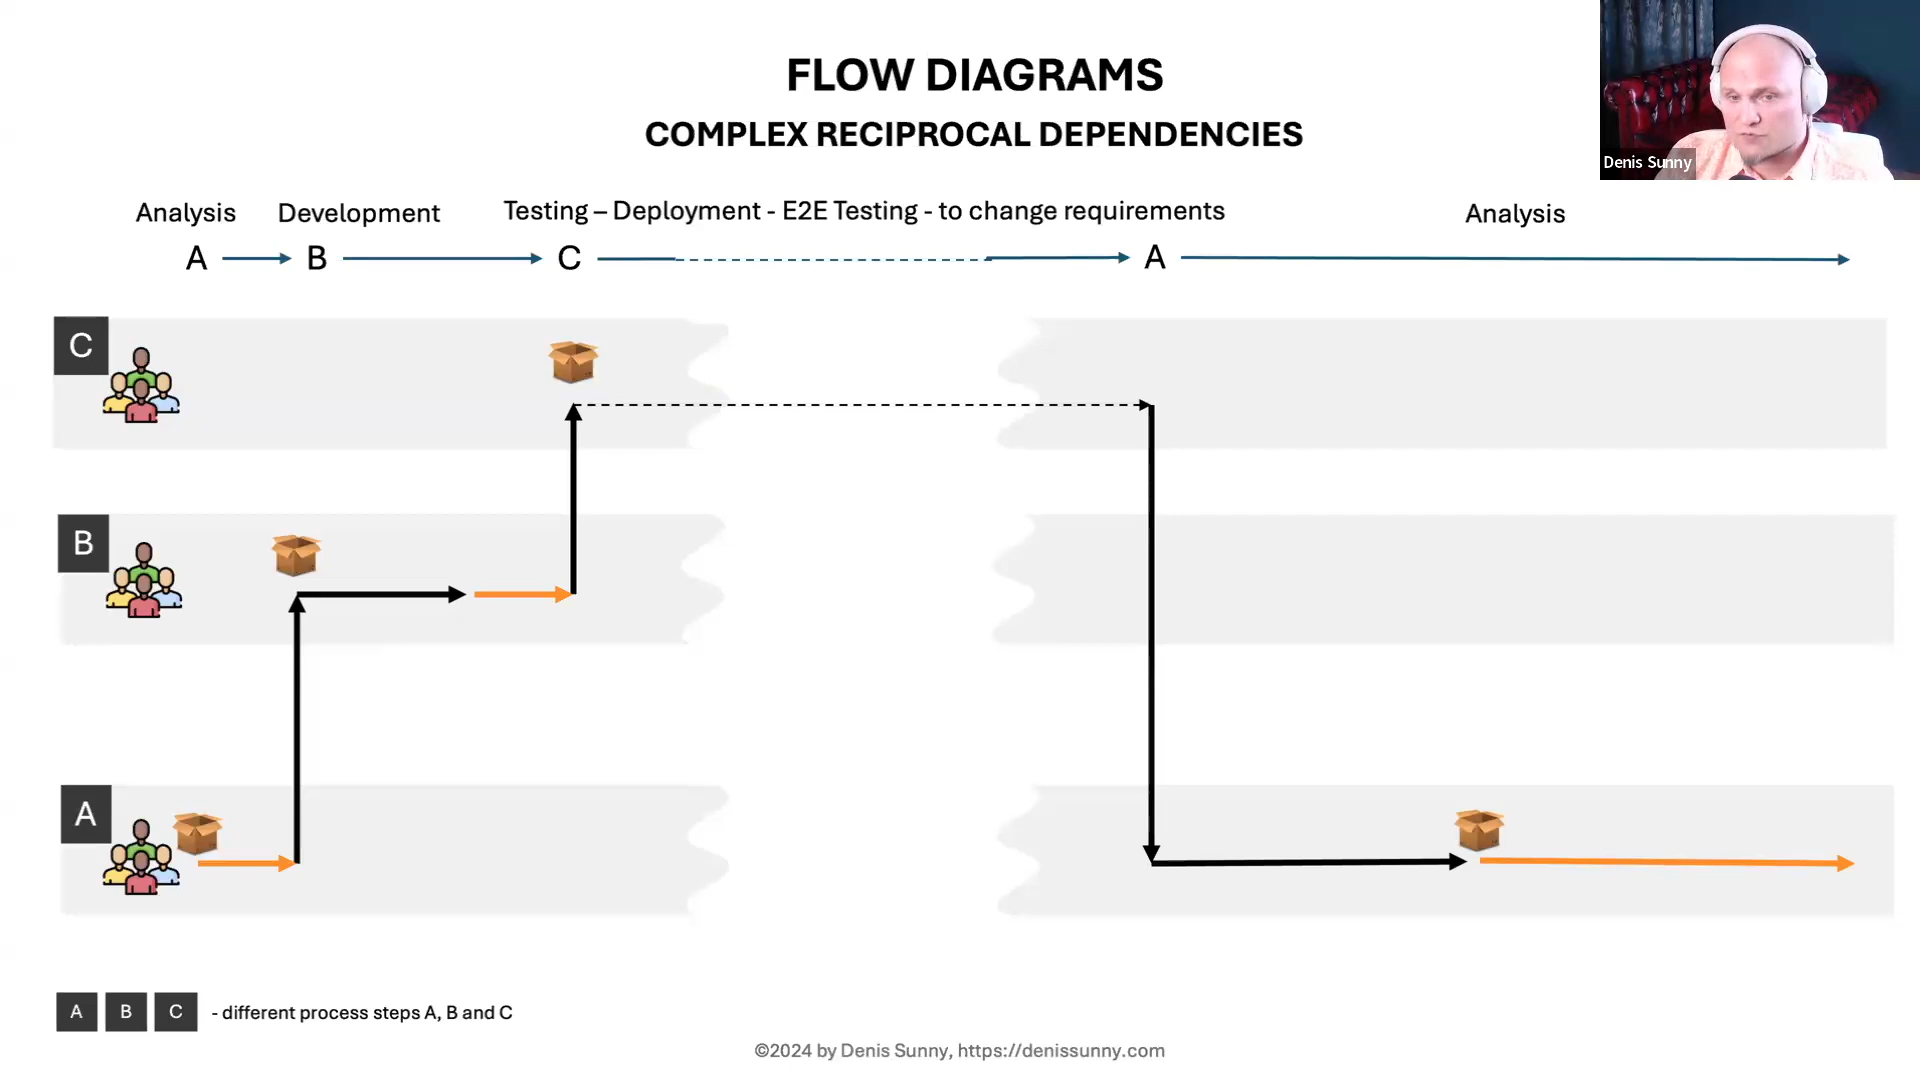 FLOW DIAGRAMS
COMPLEX RECIPROCAL DEPENDENCIES
Denis Sunny
Analysis Development Testing – Deployment - E2E Testing - to change requirements Analysis
A B C A
C
B
A
A B C - different process steps A, B and C
©2024 by Denis Sunny, https://denissunny.com